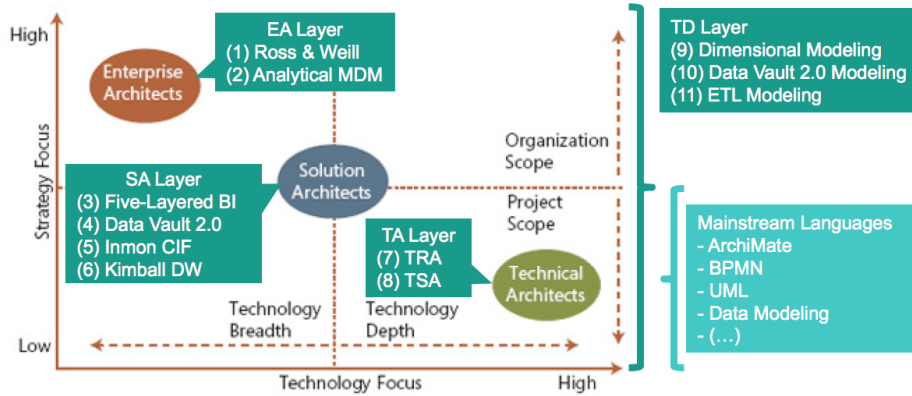 High
Strategy Focus
Low
EA Layer
(1) Ross & Weill
(2) Analytical MDM
Enterprise
Architects
SA Layer
(3) Five-Layered BI
(4) Data Vault 2.0
(5) Inmon CIF
(6) Kimball DW
Solution
Architects
Organization
Scope
Project
Scope
TA Layer
(7) TRA
(8) TSA
Technical
Architects
Technology
Breadth
Technology
Depth
Technology Focus
High
TD Layer
(9) Dimensional Modeling
(10) Data Vault 2.0 Modeling
(11) ETL Modeling
Mainstream Languages
- ArchiMate
- BPMN
- UML
- Data Modeling
- (…)